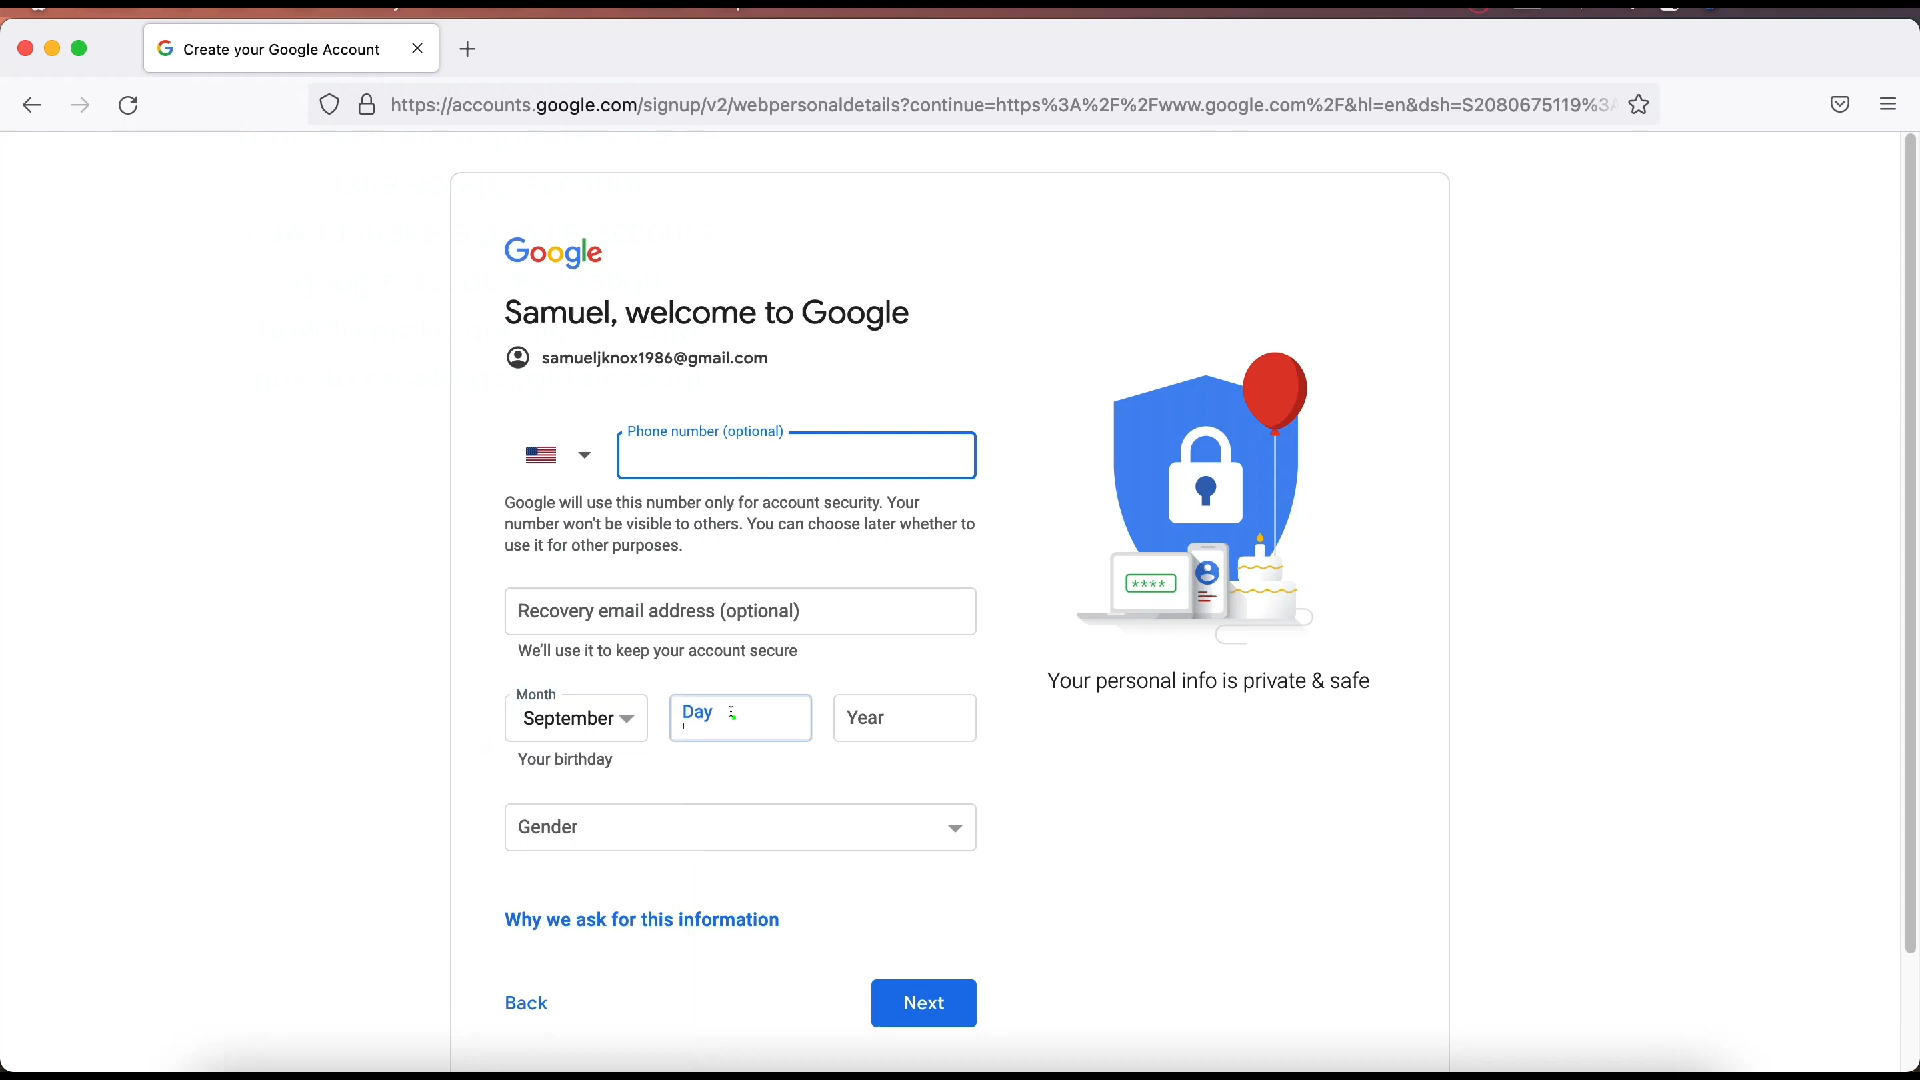 Create your Google Account
https://accounts.google.com/signup/v2/webpersonaldetails?continue=https%3A%2F%2Fwww.google.com%2F&hl=en&dsh=S2080675119%3A
Google
Samuel, welcome to Google
samueljknox1986@gmail.com
Phone number (optional)
Google will use this number only for account security. Your
number won't be visible to others. You can choose later whether to
use it for other purposes.
Recovery email address (optional)
We'll use it to keep your account secure
Month
September
Day
Year
Your birthday
Gender
Why we ask for this information
Back
Next
****
Your personal info is private & safe